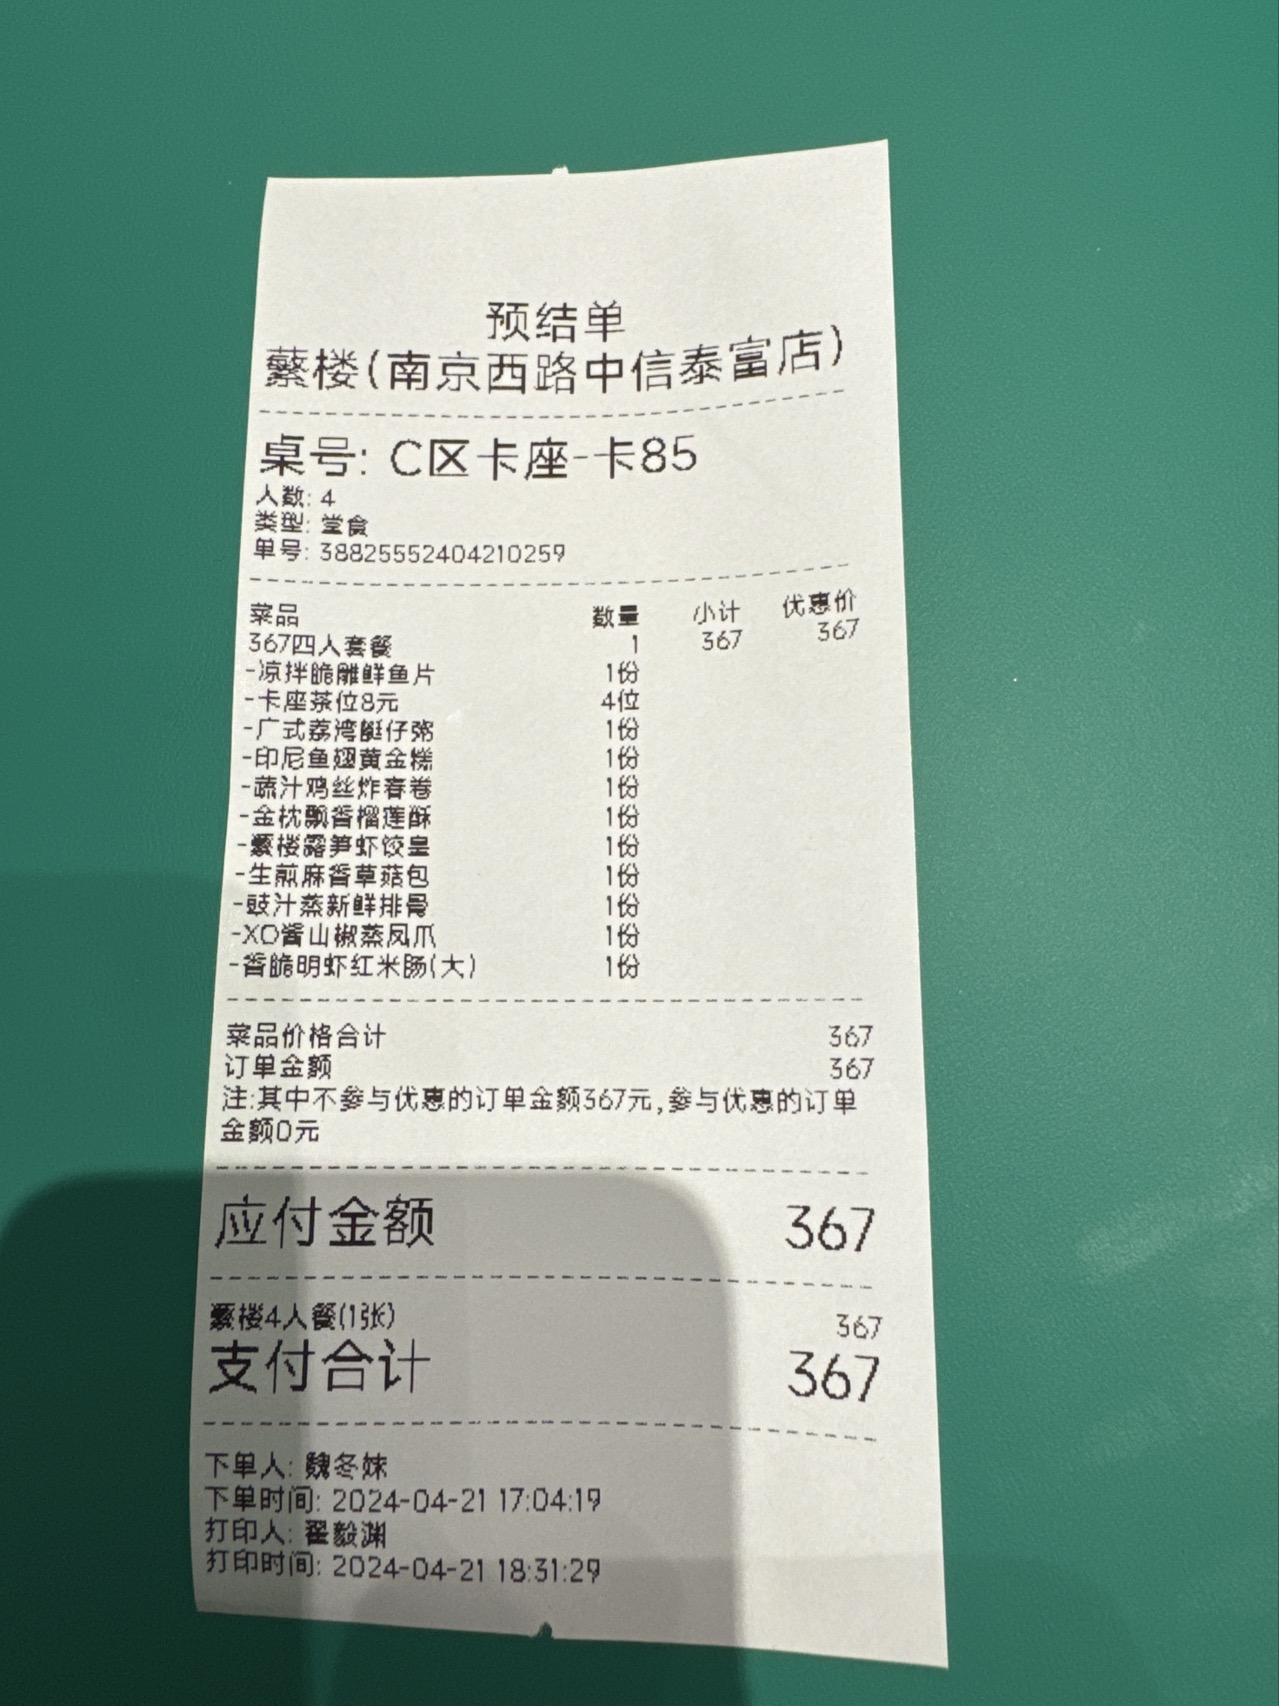 预结单
蘩楼(南京西路中信泰富店)
桌号: C区卡座-卡85
人数: 4
类型: 堂食
单号: 38825552404210259
菜品 数量 小计 优惠价
367四人套餐 1 367 367
-凉拌脆雕鲜鱼片 1份
-卡座茶位8元 4位
-广式荔湾艇仔粥 1份
-印尼鱼翅黄金糕 1份
-蔬汁鸡丝炸春卷 1份
-金枕飘香榴莲酥 1份
-蘩楼露笋虾饺皇 1份
-生煎麻香草菇包 1份
-豉汁蒸新鲜排骨 1份
-XO酱山椒蒸凤爪 1份
-香脆明虾红米肠(大) 1份
菜品价格合计 367
订单金额 367
注:其中不参与优惠的订单金额367元,参与优惠的订单
金额0元
应付金额 367
蘩楼4人餐(1张) 367
支付合计 367
下单人: 魏冬妹
下单时间: 2024-04-21 17:04:19
打印人: 翟毅渊
打印时间: 2024-04-21 18:31:29